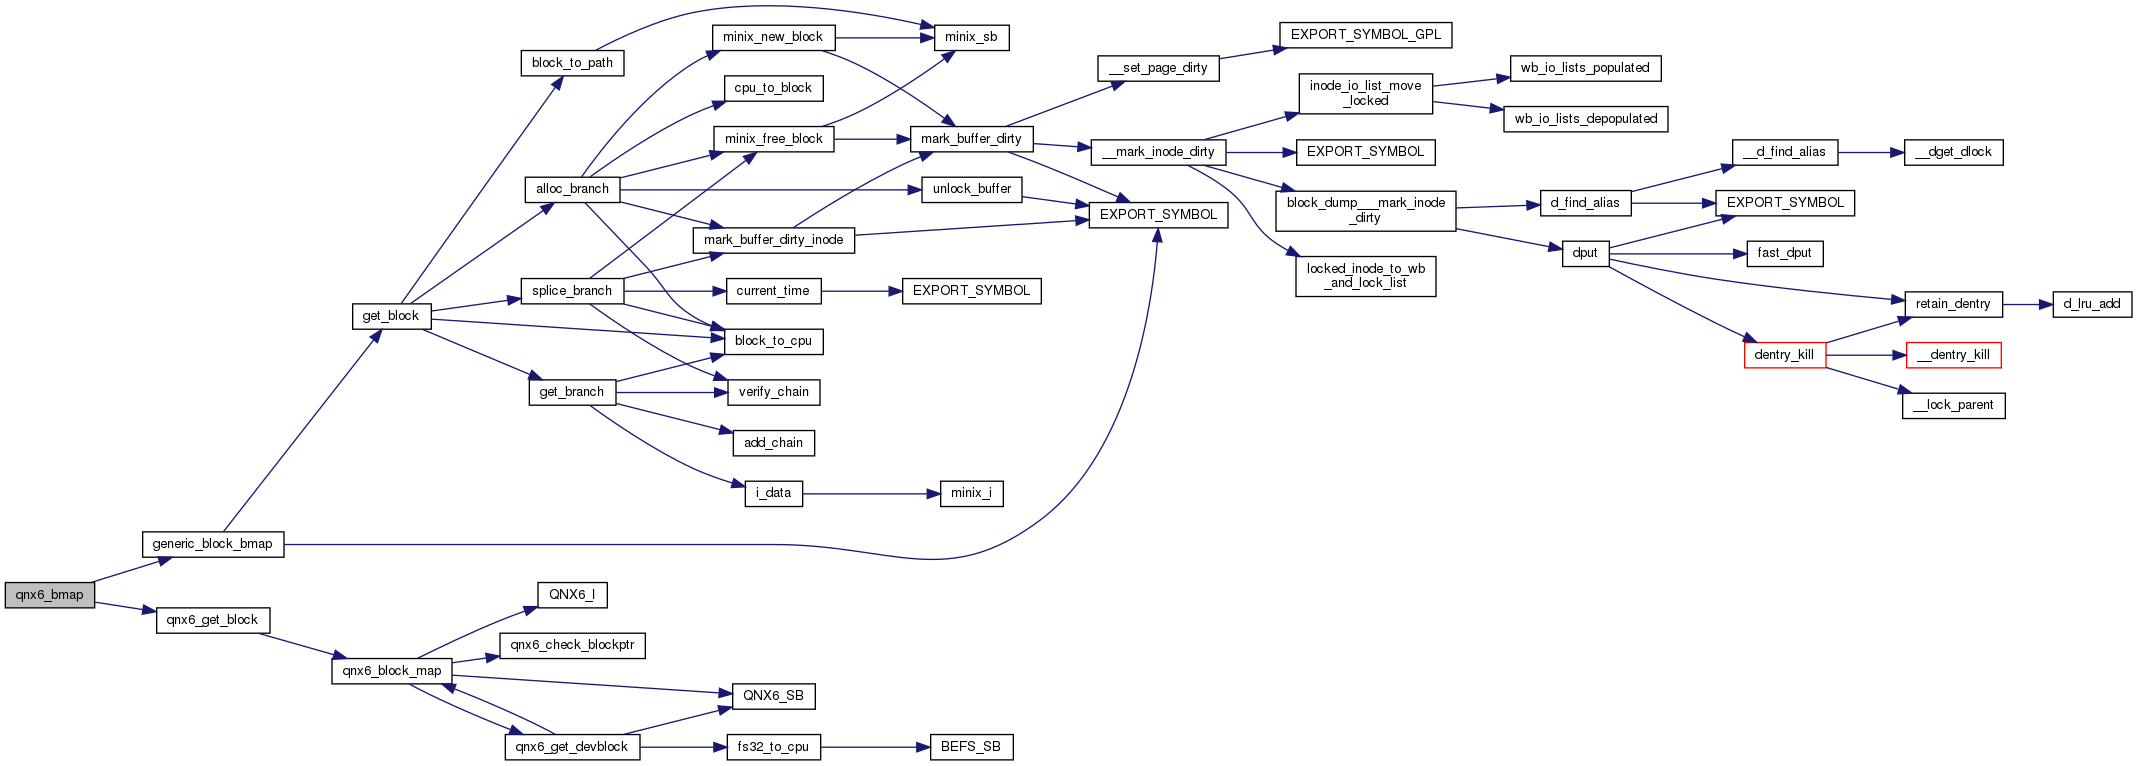 minix_new_block
minix_sb
EXPORT_SYMBOL_GPL
block_to_path
__set_page_dirty
wb_io_lists_populated
cpu_to_block
inode_io_list_move
_locked
wb_io_lists_depopulated
minix_free_block
mark_buffer_dirty
__mark_inode_dirty
EXPORT_SYMBOL
__d_find_alias
__dget_dlock
alloc_branch
unlock_buffer
block_dump___mark_inode
_dirty
d_find_alias
EXPORT_SYMBOL
EXPORT_SYMBOL
mark_buffer_dirty_inode
dput
fast_dput
locked_inode_to_wb
_and_lock_list
splice_branch
current_time
EXPORT_SYMBOL
retain_dentry
d_lru_add
get_block
block_to_cpu
dentry_kill
__dentry_kill
get_branch
verify_chain
__lock_parent
add_chain
i_data
minix_i
generic_block_bmap
qnx6_bmap
QNX6_I
qnx6_get_block
qnx6_check_blockptr
qnx6_block_map
QNX6_SB
qnx6_get_devblock
fs32_to_cpu
BEFS_SB